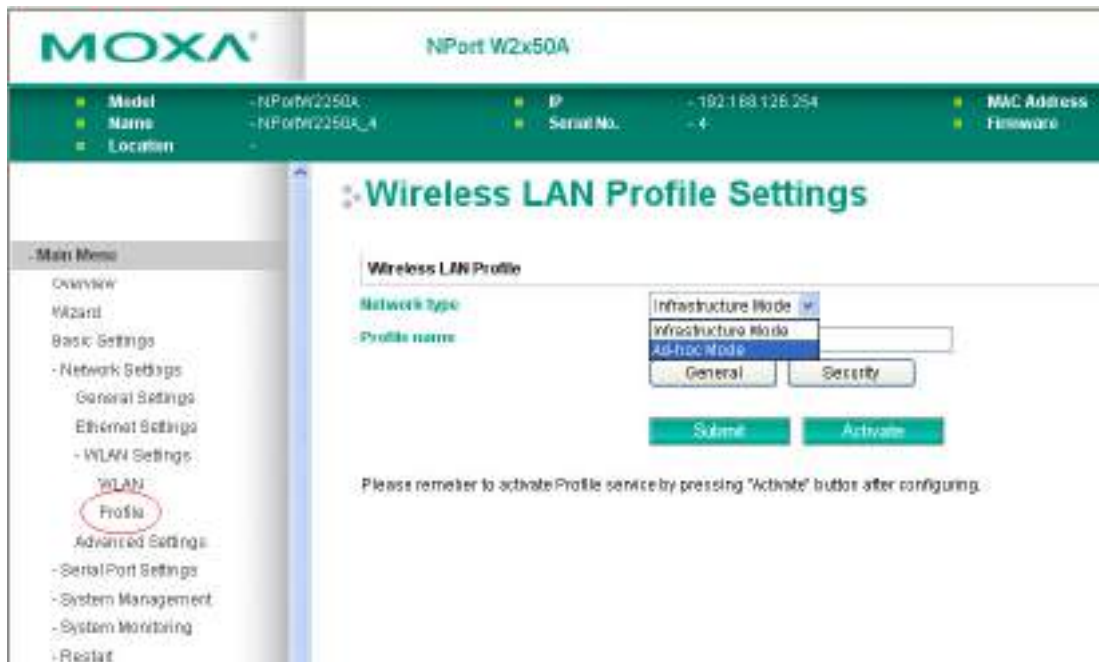 MOXA
NPort W2x50A
Model - NPortW2250A
Name - NPortW2250A_4
Location -
IP - 192.168.126.254
Serial No. - 4
MAC Address
Firmware
Wireless LAN Profile Settings
- Main Menu
Overview
Wizard
Basic Settings
- Network Settings
General Settings
Ethernet Settings
- WLAN Settings
WLAN
Profile
Advanced Settings
- Serial Port Settings
- System Management
- System Monitoring
- Restart
Wireless LAN Profile
Network type
Infrastructure Mode
Infrastructure Mode
Ad-hoc Mode
Profile name
General
Security
Submit
Activate
Please remember to activate Profile service by pressing "Activate" button after configuring.